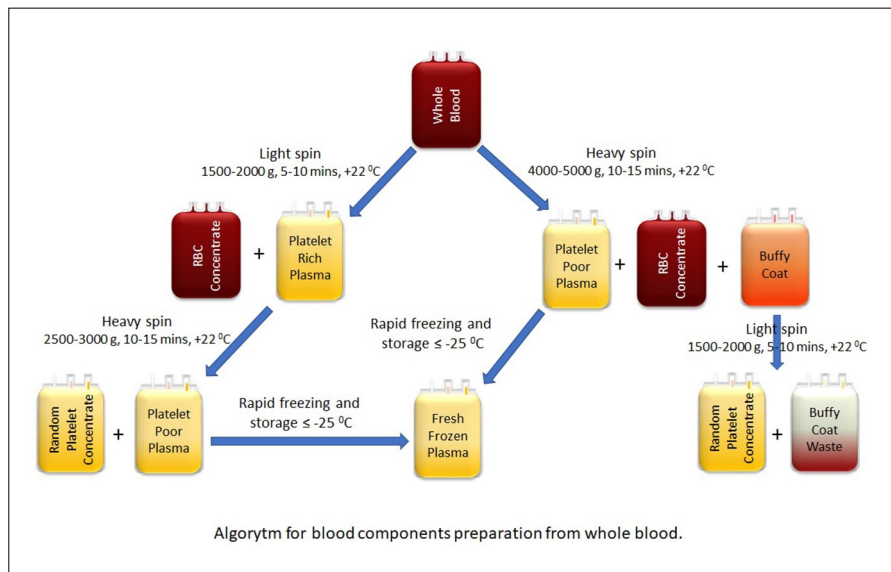 Whole
Blood
Light spin
1500-2000 g, 5-10 mins, +22 ⁰C
Heavy spin
4000-5000 g, 10-15 mins, +22 ⁰C
RBC
Concentrate
+
Platelet
Rich
Plasma
Platelet
Poor
Plasma
+
RBC
Concentrate
+
Buffy
Coat
Heavy spin
2500-3000 g, 10-15 mins, +22 ⁰C
Rapid freezing and
storage ≤ -25 ⁰C
Light spin
1500-2000 g, 5-10 mins, +22 ⁰C
Random
Platelet
Concentrate
+
Platelet
Poor
Plasma
Rapid freezing and
storage ≤ -25 ⁰C
Fresh
Frozen
Plasma
Random
Platelet
Concentrate
+
Buffy
Coat
Waste
Algorytm for blood components preparation from whole blood.